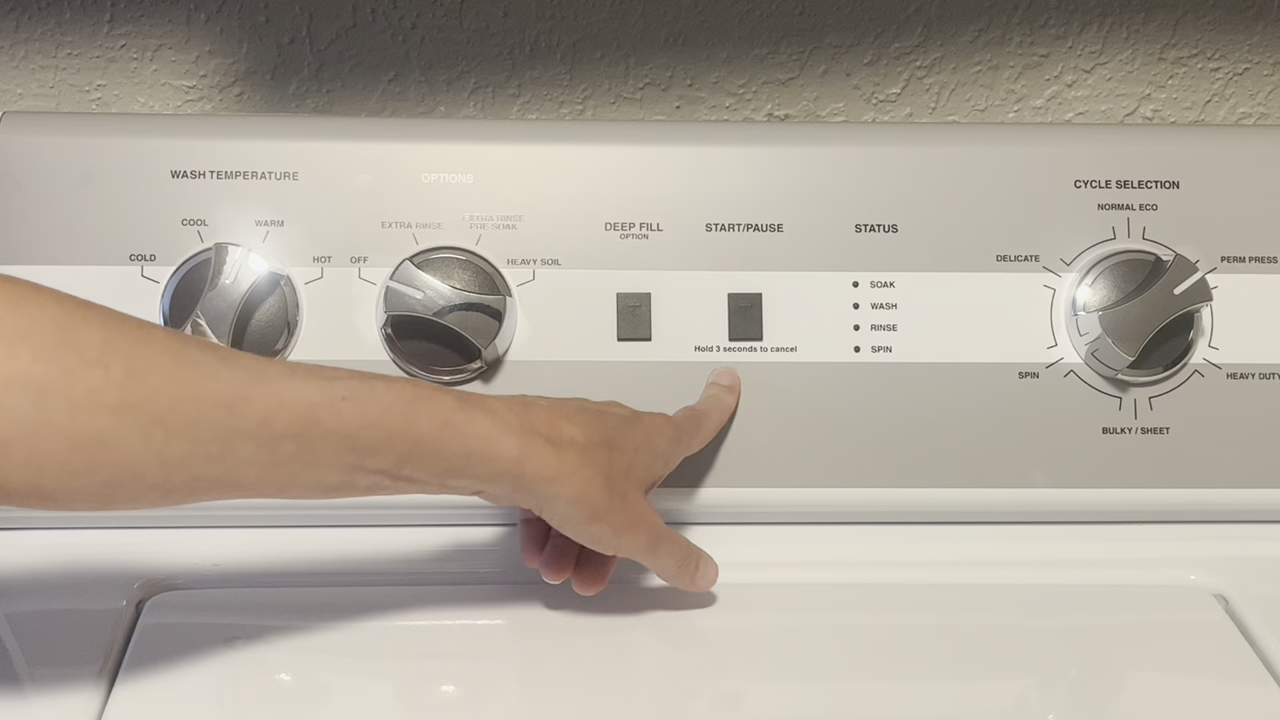 WASH TEMPERATURE
COLD
COOL
WARM
HOT
OPTIONS
OFF
EXTRA RINSE
EXTRA RINSE
PRE-SOAK
HEAVY SOIL
DEEP FILL
OPTION
START/PAUSE
Hold 3 seconds to cancel
STATUS
SOAK
WASH
RINSE
SPIN
CYCLE SELECTION
NORMAL ECO
DELICATE
PERM PRESS
SPIN
HEAVY DUTY
BULKY / SHEET